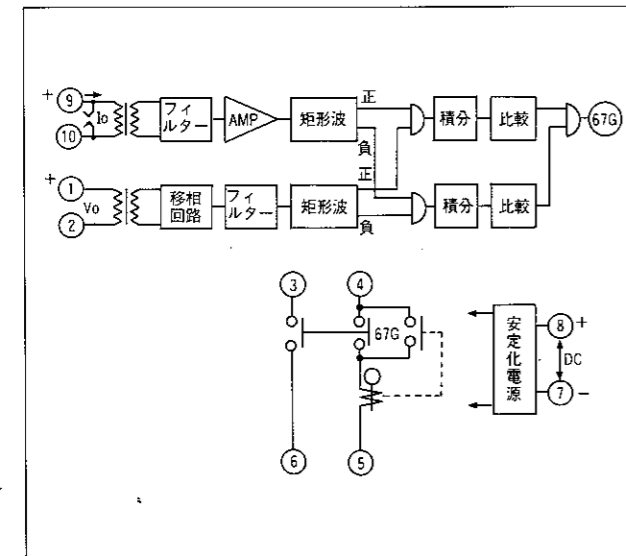 + 9 Io 10
フィルター
AMP
矩形波
正
負
積分
比較
67G
+ 1 Vo 2
移相回路
フィルター
矩形波
正
負
積分
比較
3
4
67G
6
5
安定化電源
8 +
DC
7 −